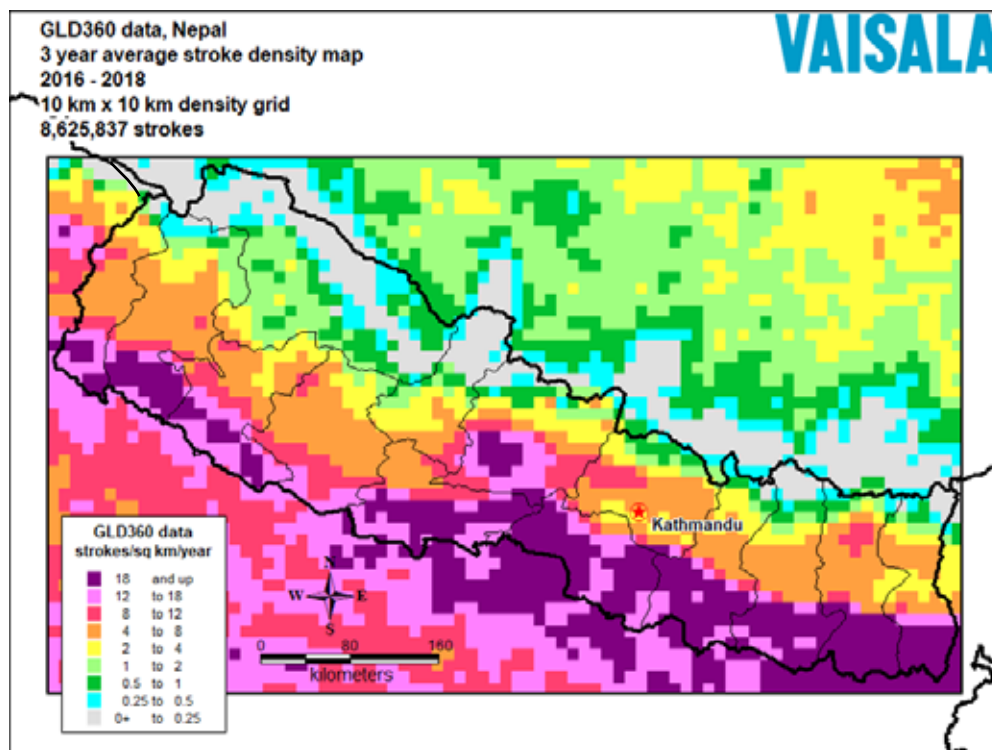 GLD360 data, Nepal
3 year average stroke density map
2016 - 2018
10 km x 10 km density grid
8,625,837 strokes
VAISALA
Kathmandu
GLD360 data
strokes/sq km/year
18 and up
12 to 18
8 to 12
4 to 8
2 to 4
1 to 2
0.5 to 1
0.25 to 0.5
0+ to 0.25
N
W E
S
0 80 160
kilometers